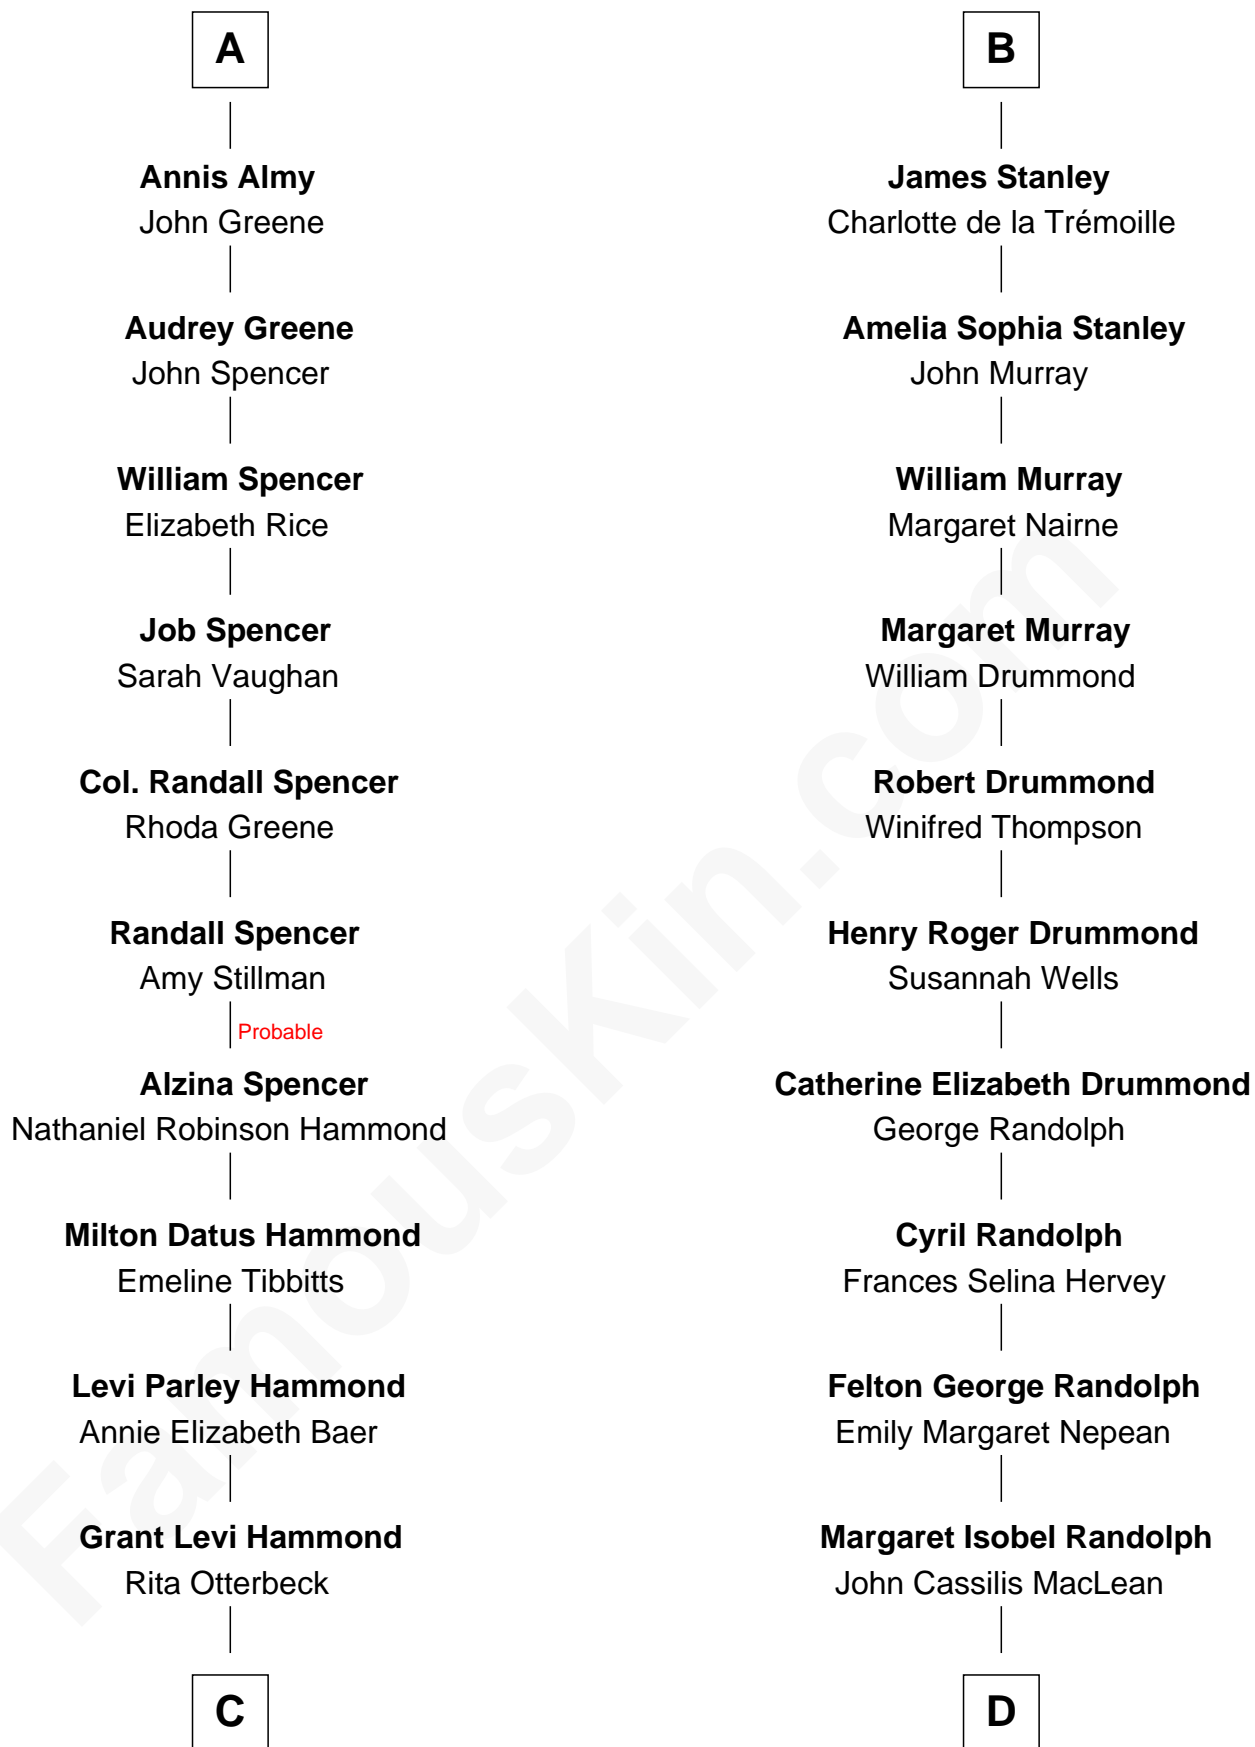 A
Annis Almy
John Greene
Audrey Greene
John Spencer
William Spencer
Elizabeth Rice
Job Spencer
Sarah Vaughan
Col. Randall Spencer
Rhoda Greene
Randall Spencer
Amy Stillman
Probable
Alzina Spencer
Nathaniel Robinson Hammond
Milton Datus Hammond
Emeline Tibbitts
Levi Parley Hammond
Annie Elizabeth Baer
Grant Levi Hammond
Rita Otterbeck
C
B
James Stanley
Charlotte de la Trémoille
Amelia Sophia Stanley
John Murray
William Murray
Margaret Nairne
Margaret Murray
William Drummond
Robert Drummond
Winifred Thompson
Henry Roger Drummond
Susannah Wells
Catherine Elizabeth Drummond
George Randolph
Cyril Randolph
Frances Selina Hervey
Felton George Randolph
Emily Margaret Nepean
Margaret Isobel Randolph
John Cassilis MacLean
D
FamousKin.com